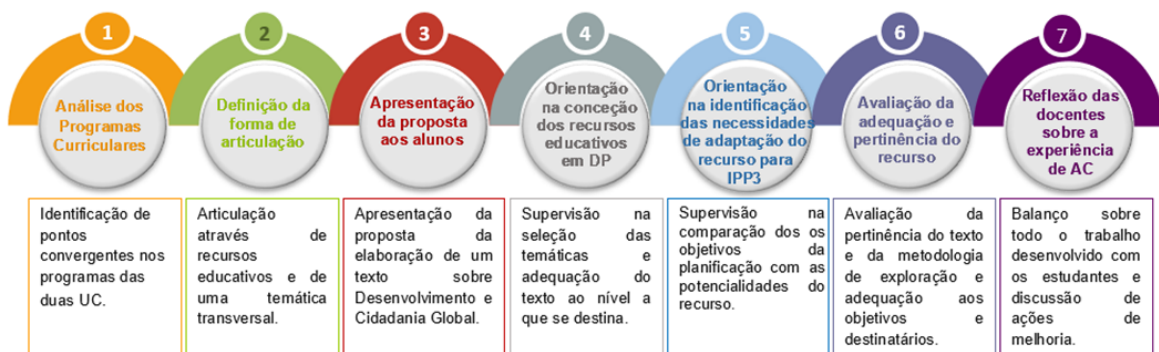 1
Análise dos
Programas
Curriculares
Identificação de
pontos
convergentes nos
programas das
duas UC.
2
Definição da
forma de
articulação
Articulação
através de
recursos
educativos e de
uma temática
transversal.
3
Apresentação
da proposta
aos alunos
Apresentação da
proposta da
elaboração de um
texto sobre
Desenvolvimento e
Cidadania Global.
4
Orientação
na conceção
dos recursos
educativos
em DP
Supervisão na
seleção das
temáticas e
adequação do
texto ao nível a
que se destina.
5
Orientação
na identificação
das necessidades
de adaptação do
recurso para
IPP3
Supervisão na
comparação dos os
objetivos da
planificação com as
potencialidades do
recurso.
6
Avaliação da
adequação e
pertinência do
recurso
Avaliação da
pertinência do texto
e da metodologia
de exploração e
adequação aos
objetivos e
destinatários.
7
Reflexão das
docentes
sobre a
experiência
de AC
Balanço sobre
todo o trabalho
desenvolvido com
os estudantes e
discussão de
ações de
melhoria.